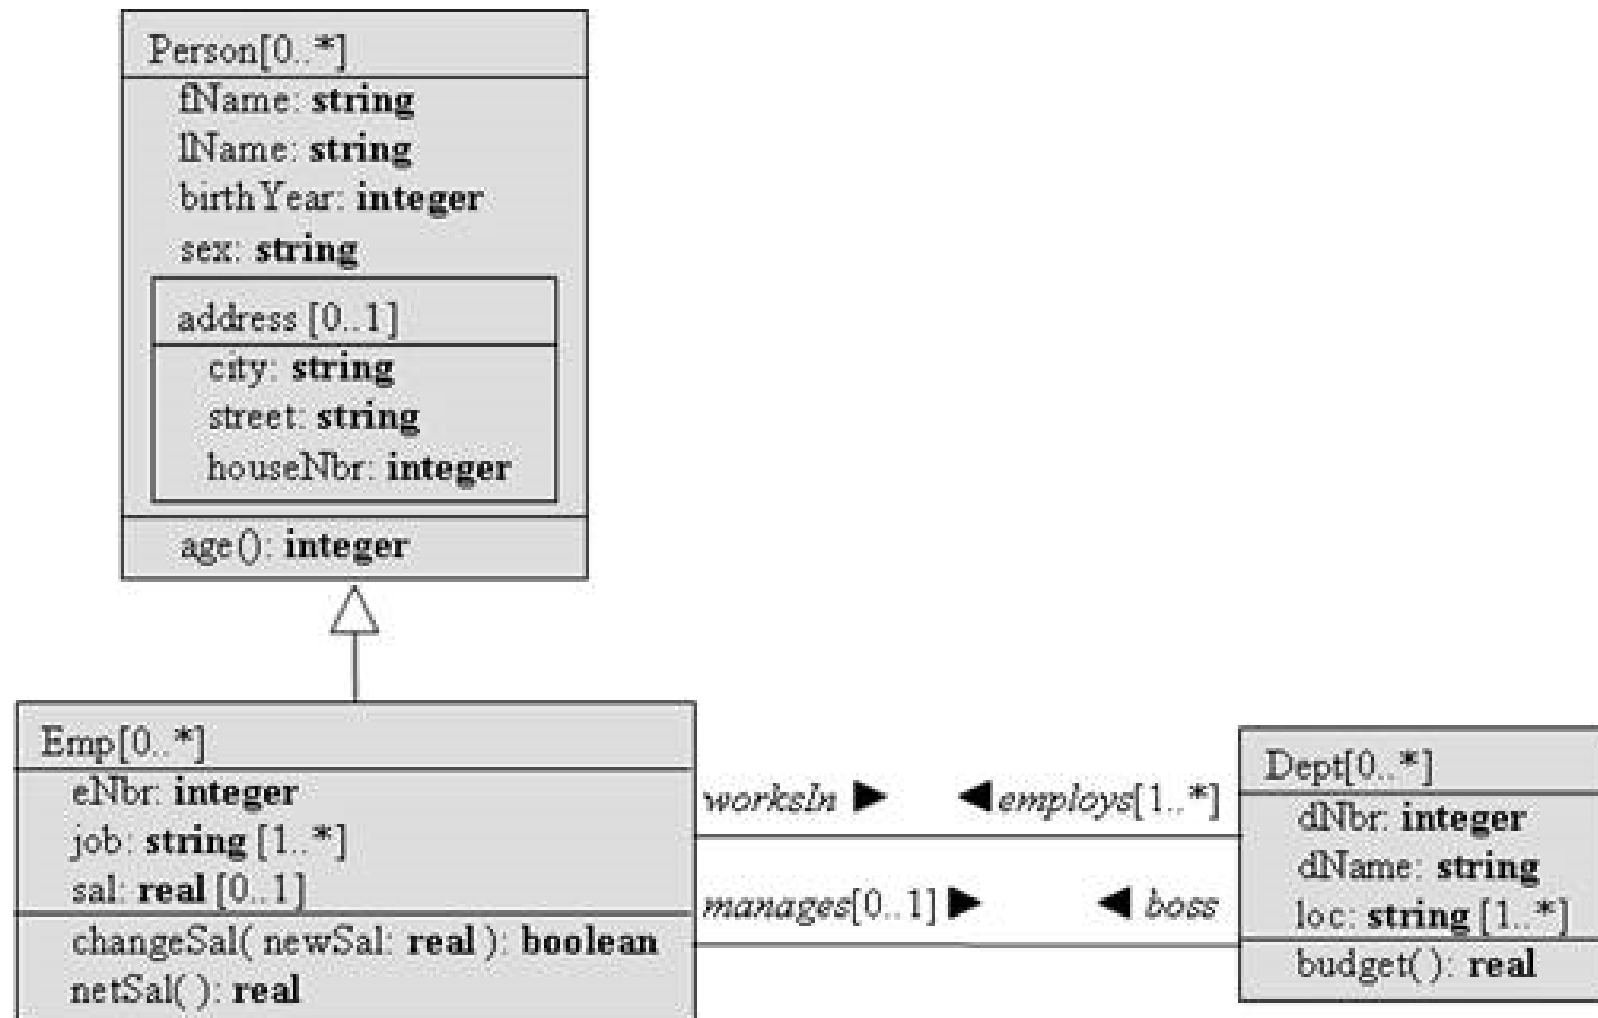 Person[0..*]
fName: string
lName: string
birthYear: integer
sex: string
address [0..1]
city: string
street: string
houseNbr: integer
age(): integer
Emp[0..*]
eNbr: integer
job: string [1..*]
sal: real [0..1]
changeSal( newSal: real ): boolean
netSal( ): real
worksIn ▶ ◀ employs[1..*]
manages[0..1] ▶ ◀ boss
Dept[0..*]
dNbr: integer
dName: string
loc: string [1..*]
budget( ): real